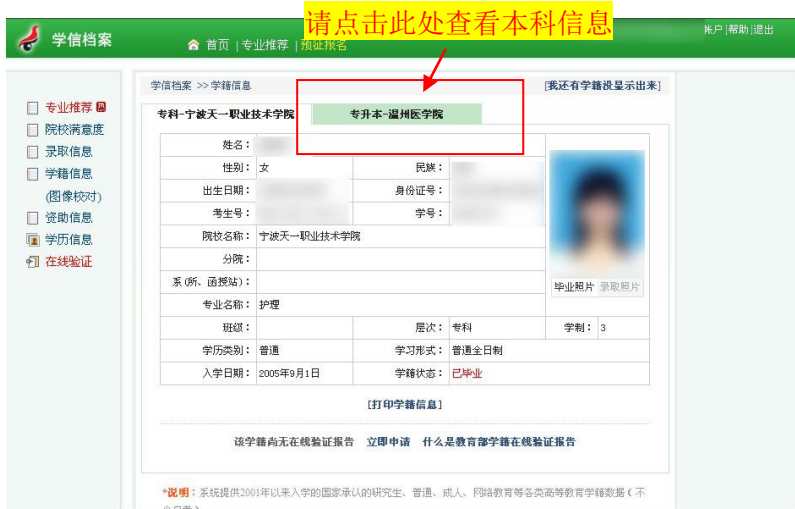 请点击此处查看本科信息
学信档案
首页 | 专业推荐 | 预征报名
账户 | 帮助 | 退出
学信档案 >> 学籍信息
[我还有学籍没显示出来]
专业推荐
院校满意度
录取信息
学籍信息
(图像校对)
资助信息
学历信息
在线验证
专科-宁波天一职业技术学院
专升本-温州医学院
姓名：
性别： 女 民族：
出生日期： 身份证号：
考生号： 学号：
院校名称： 宁波天一职业技术学院
分院：
系(所、函授站)：
毕业照片 录取照片
专业名称： 护理
班级： 层次： 专科 学制： 3
学历类别： 普通 学习形式： 普通全日制
入学日期： 2005年9月1日 学籍状态： 已毕业
[打印学籍信息]
该学籍尚无在线验证报告 立即申请 什么是教育部学籍在线验证报告
*说明：系统提供2001年以来入学的国家承认的研究生、普通、成人、网络教育等各类高等教育学籍数据（不